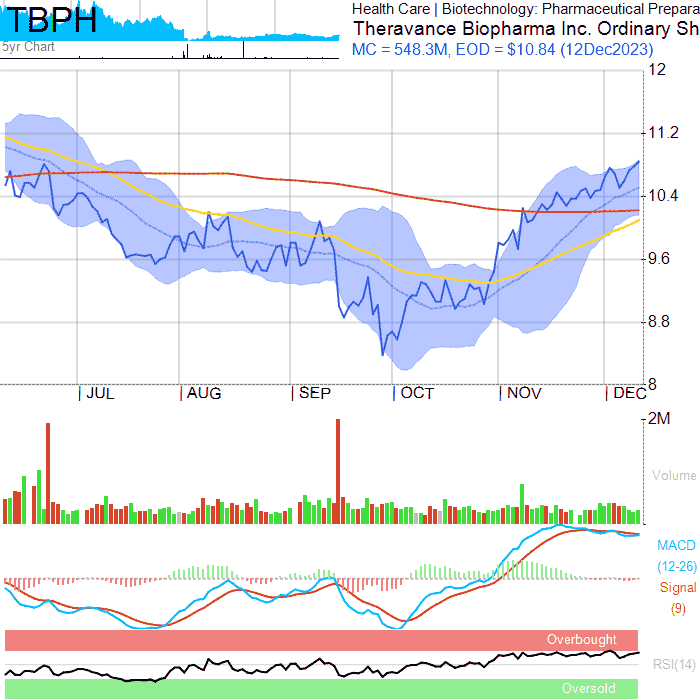 TBPH
Health Care | Biotechnology: Pharmaceutical Prepara
Theravance Biopharma Inc. Ordinary Sh
5yr Chart
MC = 548.3M, EOD = $10.84 (12Dec2023)
12
11.2
10.4
9.6
8.8
8
| JUL | AUG | SEP | OCT | NOV | DEC
2M
Volume
MACD
(12-26)
Signal
(9)
Overbought
RSI(14)
Oversold